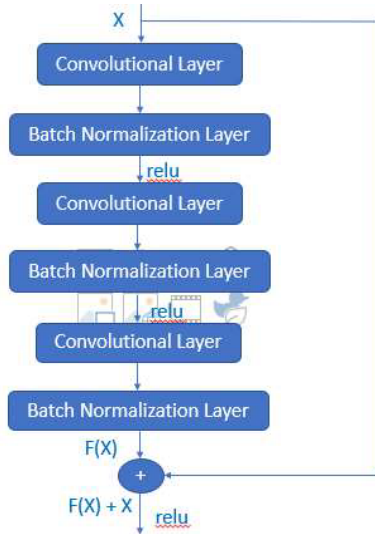 X
Convolutional Layer
Batch Normalization Layer
relu
Convolutional Layer
Batch Normalization Layer
relu
Convolutional Layer
Batch Normalization Layer
F(X)
+
F(X) + X
relu